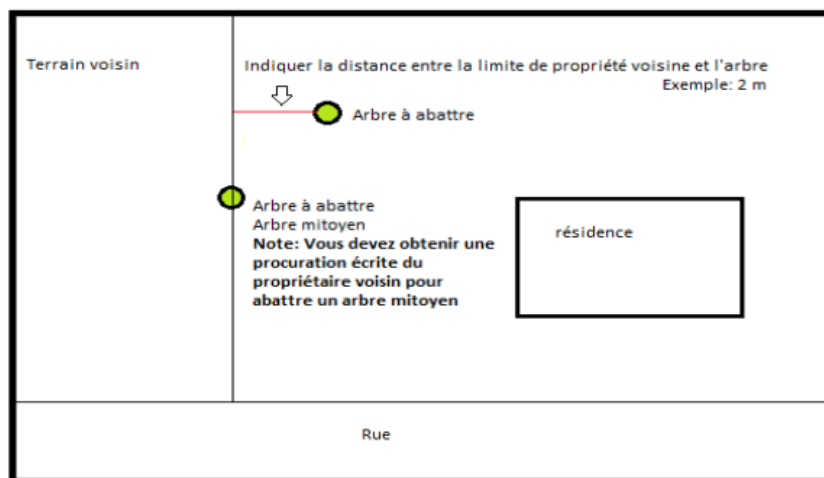 Terrain voisin
Indiquer la distance entre la limite de propriété voisine et l'arbre
Exemple: 2 m
Arbre à abattre
Arbre à abattre
Arbre mitoyen
Note: Vous devez obtenir une
procuration écrite du
propriétaire voisin pour
abattre un arbre mitoyen
résidence
Rue